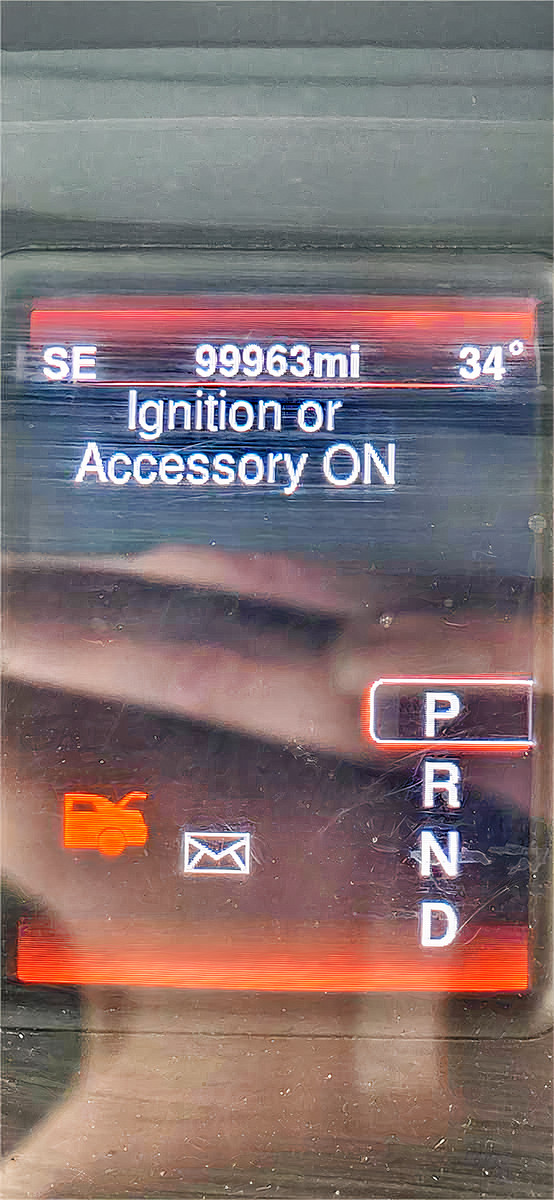 SE 99963mi 34°
Ignition or
Accessory ON
P
R
N
D